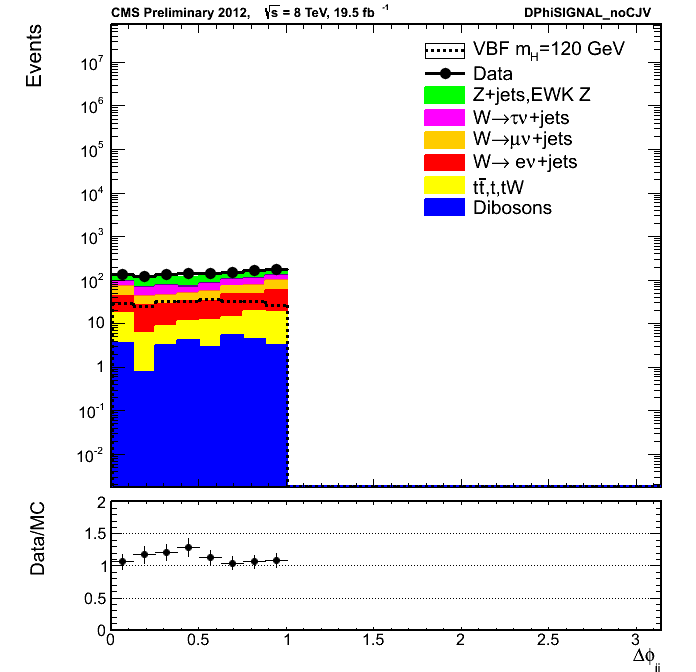 CMS Preliminary 2012, √s = 8 TeV, 19.5 fb⁻¹ DPhiSIGNAL_noCJV
Events
VBF m_H=120 GeV
Data
Z+jets,EWK Z
W→τν+jets
W→μν+jets
W→ eν+jets
tt̄,t,tW
Dibosons
10⁷
10⁶
10⁵
10⁴
10³
10²
10
1
10⁻¹
10⁻²
Data/MC
2
1.5
1
0.5
0
0 0.5 1 1.5 2 2.5 3
Δϕ_jj